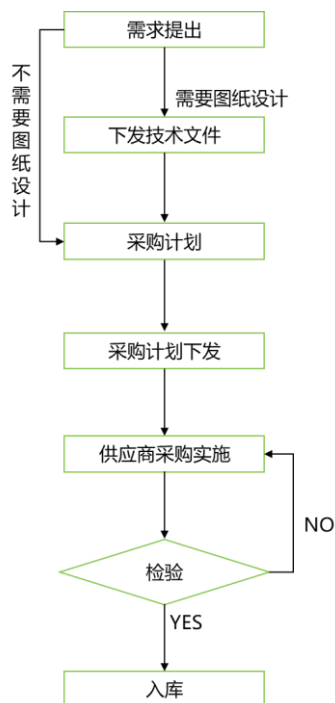 需求提出
不需要图纸设计
需要图纸设计
下发技术文件
采购计划
采购计划下发
供应商采购实施
NO
检验
YES
入库